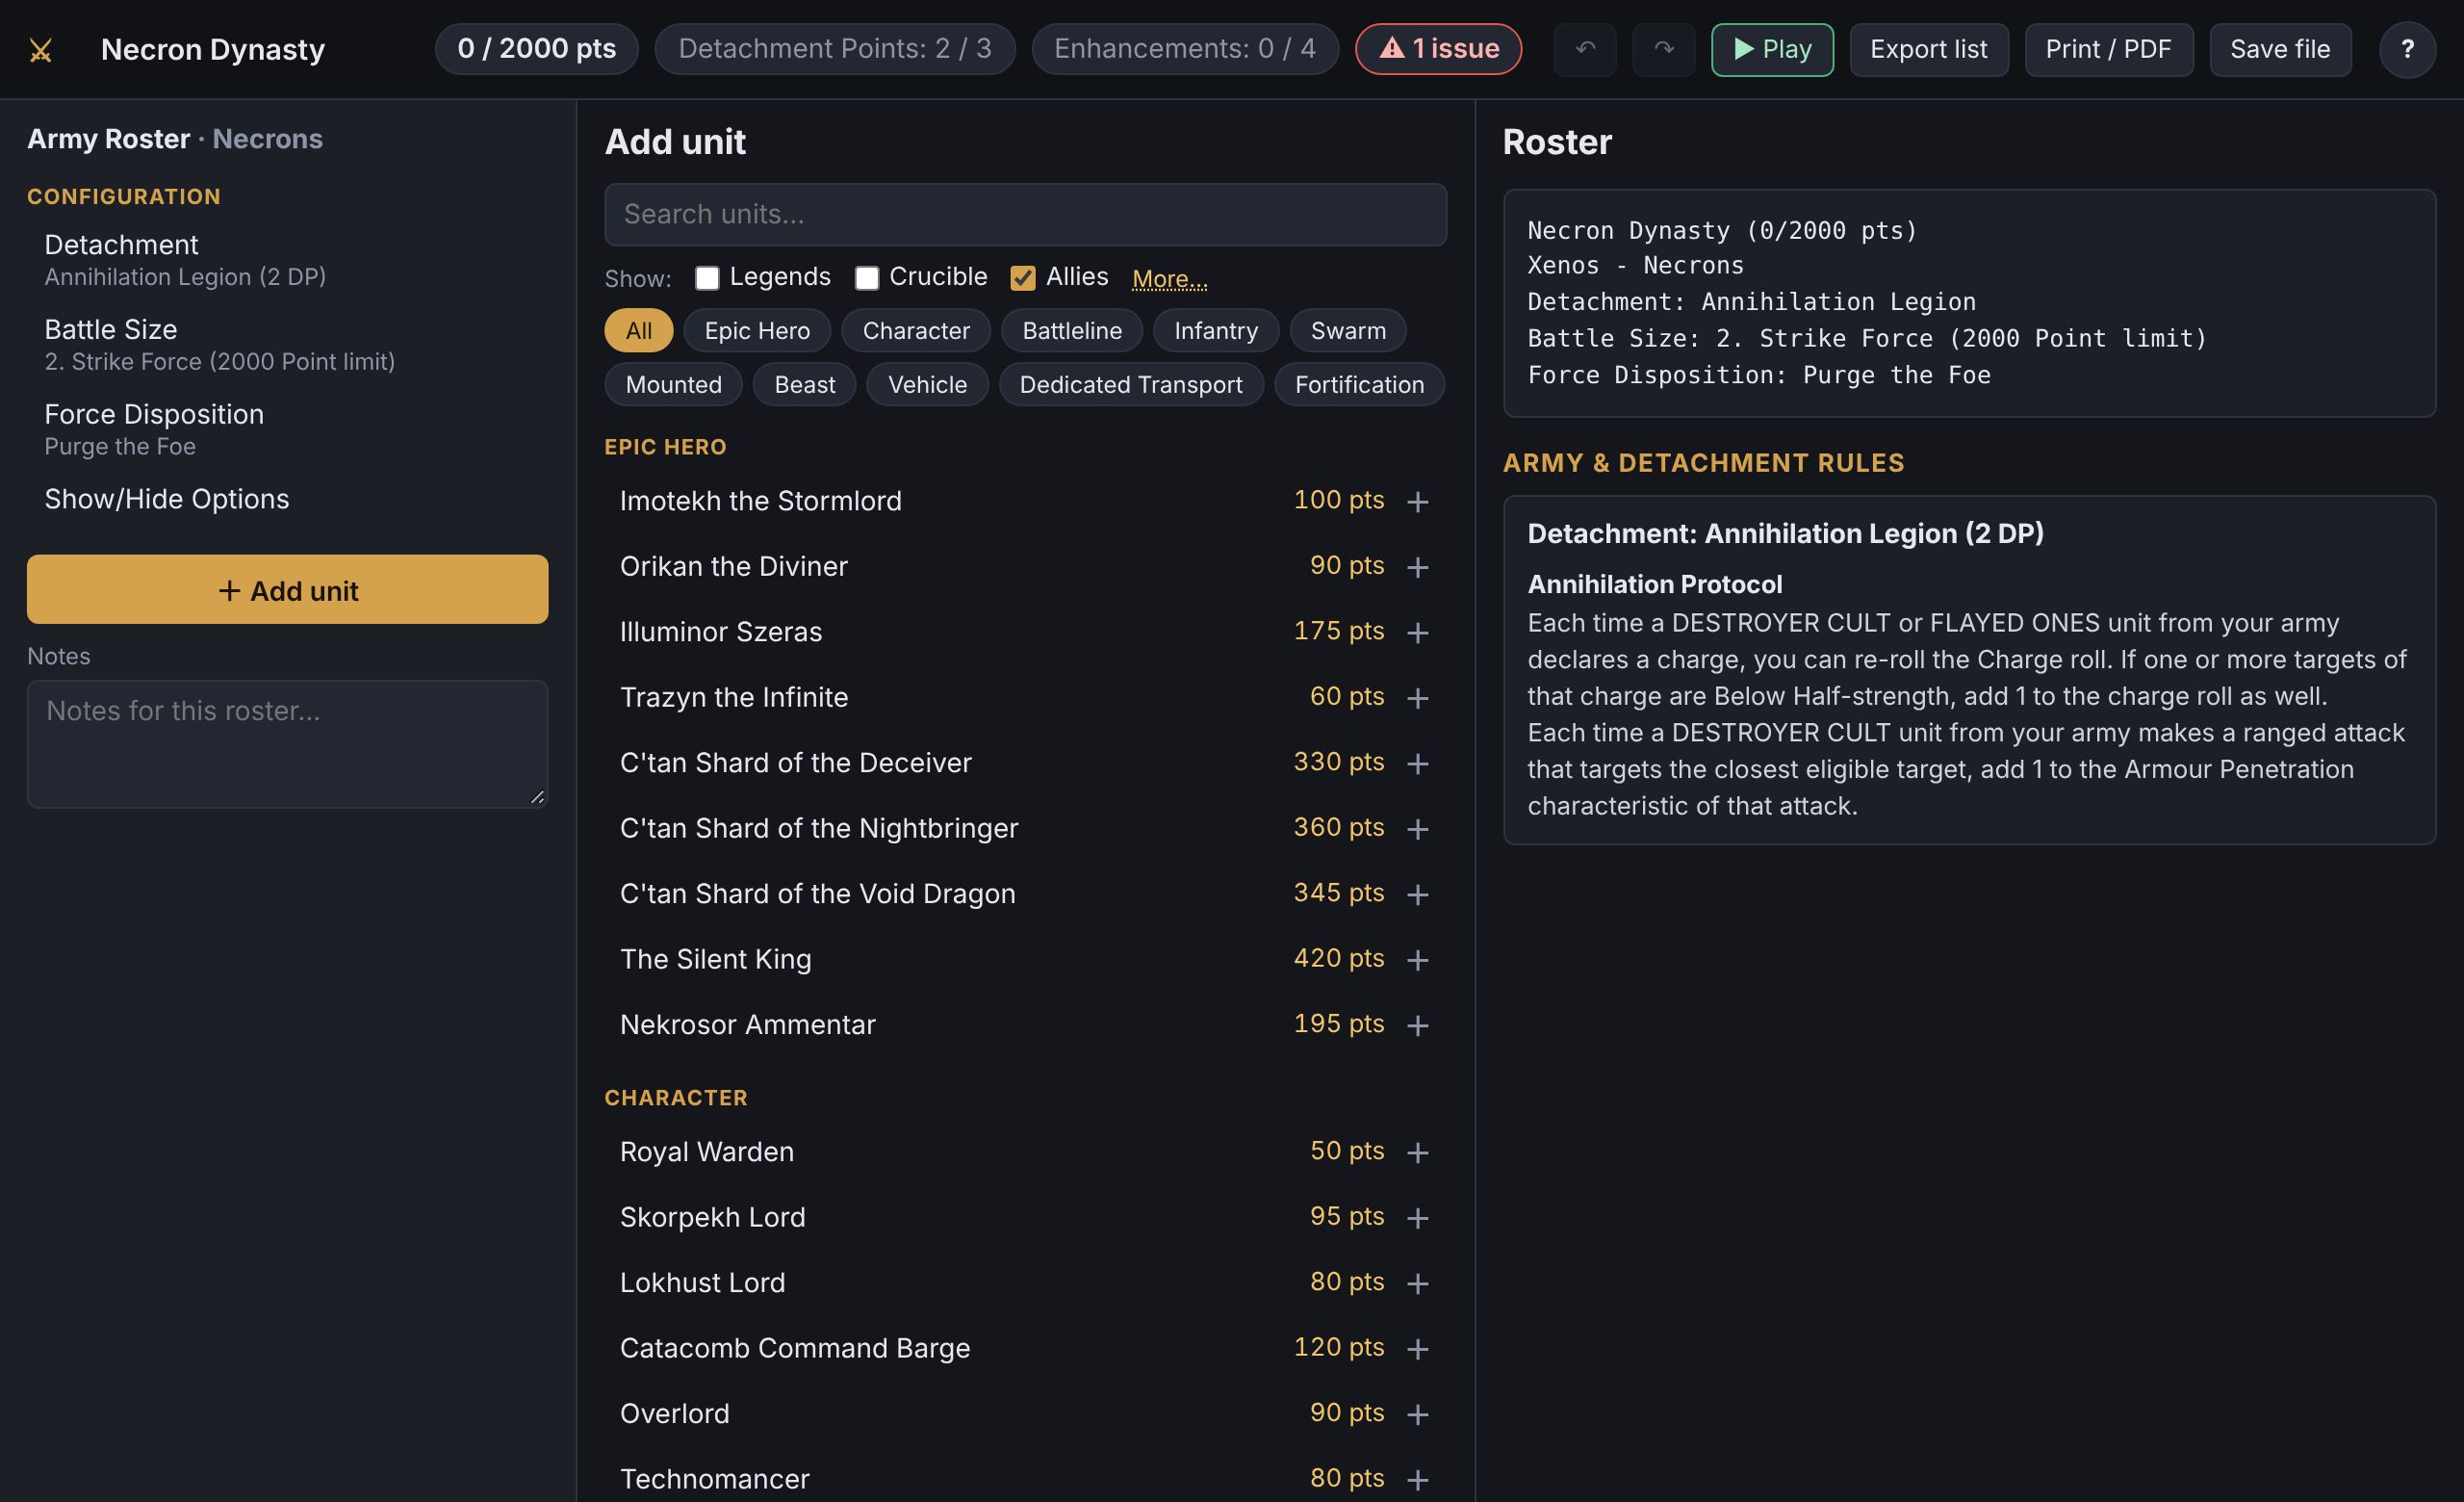 Necron Dynasty
0 / 2000 pts
Detachment Points: 2 / 3
Enhancements: 0 / 4
⚠ 1 issue
↶
↷
▶ Play
Export list
Print / PDF
Save file
?
Army Roster · Necrons
CONFIGURATION
Detachment
Annihilation Legion (2 DP)
Battle Size
2. Strike Force (2000 Point limit)
Force Disposition
Purge the Foe
Show/Hide Options
+ Add unit
Notes
Notes for this roster...
Add unit
Search units...
Show: Legends Crucible Allies More...
All Epic Hero Character Battleline Infantry Swarm
Mounted Beast Vehicle Dedicated Transport Fortification
EPIC HERO
Imotekh the Stormlord 100 pts +
Orikan the Diviner 90 pts +
Illuminor Szeras 175 pts +
Trazyn the Infinite 60 pts +
C'tan Shard of the Deceiver 330 pts +
C'tan Shard of the Nightbringer 360 pts +
C'tan Shard of the Void Dragon 345 pts +
The Silent King 420 pts +
Nekrosor Ammentar 195 pts +
CHARACTER
Royal Warden 50 pts +
Skorpekh Lord 95 pts +
Lokhust Lord 80 pts +
Catacomb Command Barge 120 pts +
Overlord 90 pts +
Technomancer 80 pts +
Roster
Necron Dynasty (0/2000 pts)
Xenos - Necrons
Detachment: Annihilation Legion
Battle Size: 2. Strike Force (2000 Point limit)
Force Disposition: Purge the Foe
ARMY & DETACHMENT RULES
Detachment: Annihilation Legion (2 DP)
Annihilation Protocol
Each time a DESTROYER CULT or FLAYED ONES unit from your army
declares a charge, you can re-roll the Charge roll. If one or more targets of
that charge are Below Half-strength, add 1 to the charge roll as well.
Each time a DESTROYER CULT unit from your army makes a ranged attack
that targets the closest eligible target, add 1 to the Armour Penetration
characteristic of that attack.